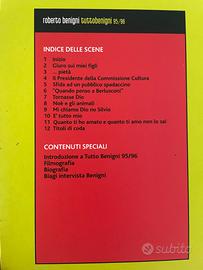 roberto benigni tuttobenigni 95/96
INDICE DELLE SCENE
1 Inizio
2 Giuro sui miei figli
3 ... pietà
4 Il Presidente della Commissione Cultura
5 Sfida ad un pubblico spadaccino
6 "Quando penso a Berlusconi"
7 Tornasse Dio
8 Noè e gli animali
9 Mi chiamo Dio no Silvio
10 E' tutto mio
11 Quanto ti ho amato e quanto ti amo non lo sai
12 Titoli di coda
CONTENUTI SPECIALI
Introduzione a Tutto Benigni 95/96
Filmografia
Biografia
Biagi intervista Benigni
subito